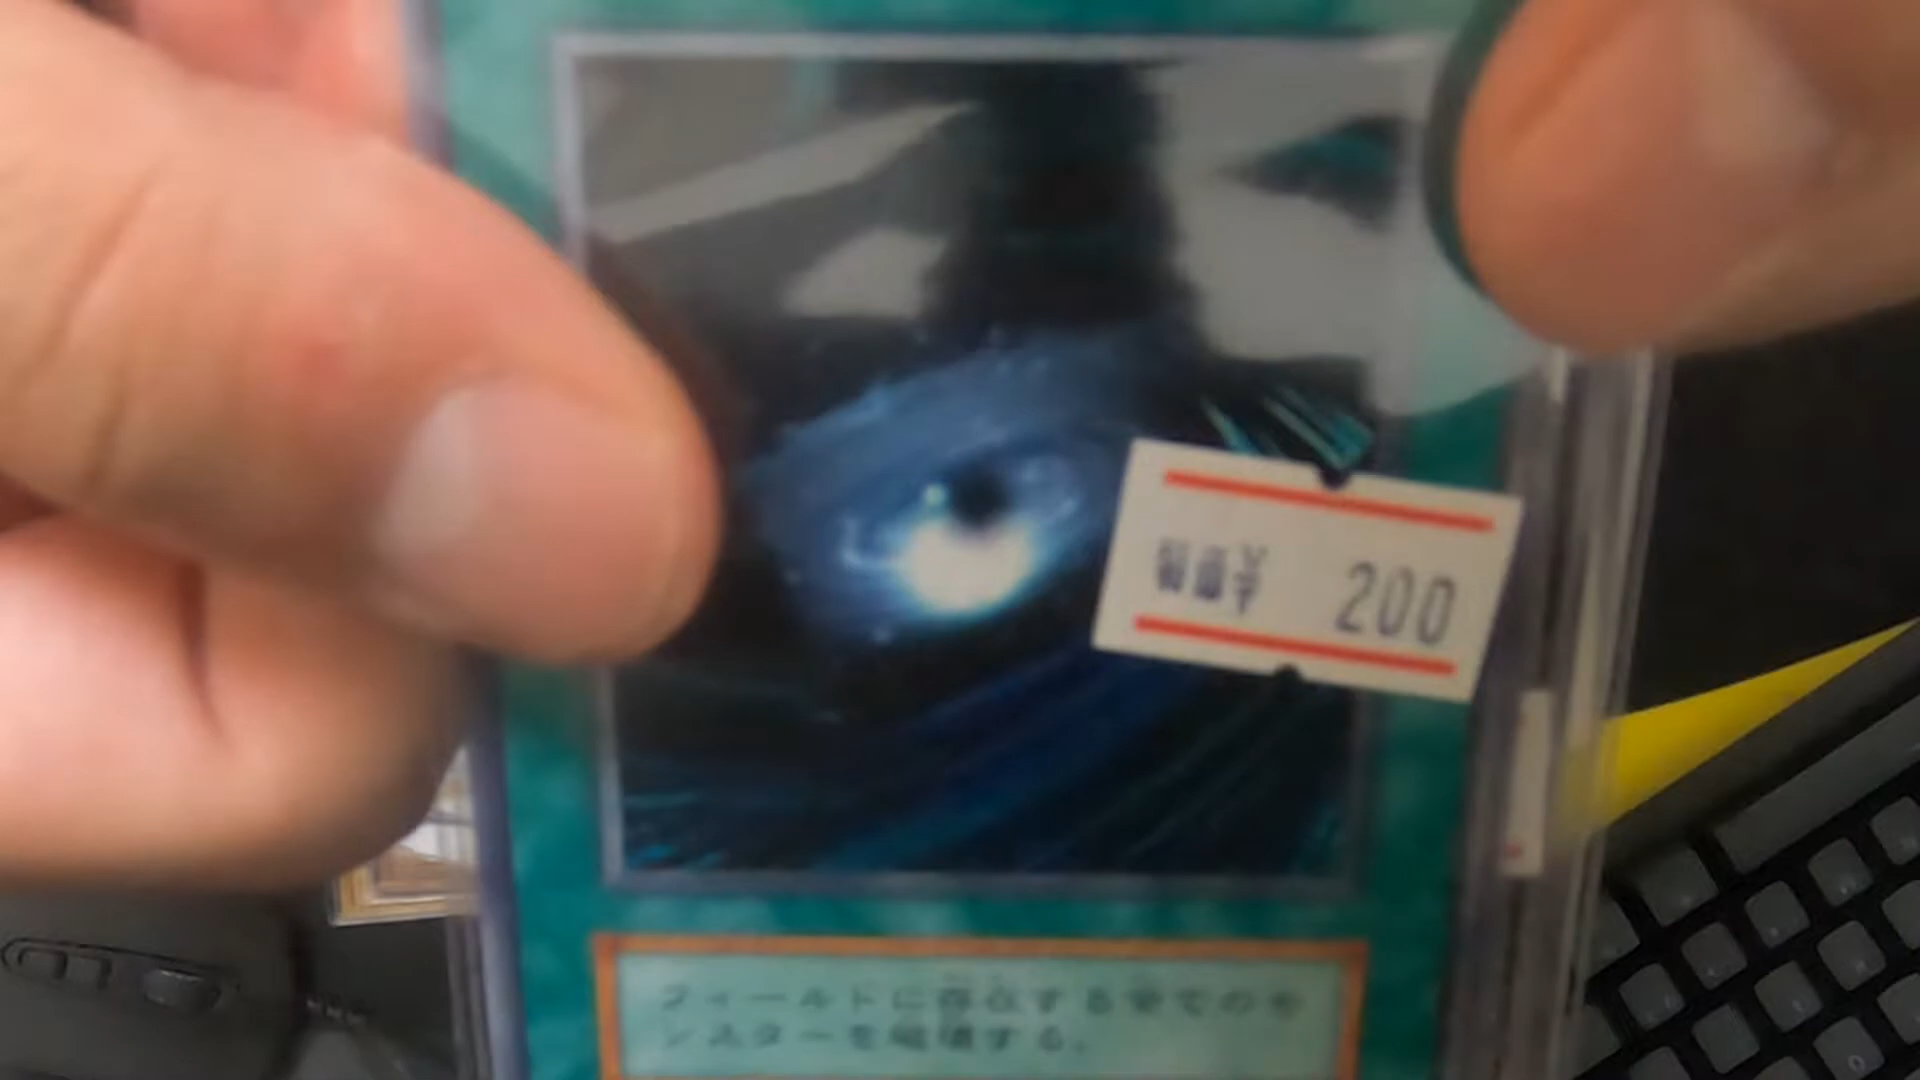 200
フィールドに存在する全てのモ
ンスターを破壊する。